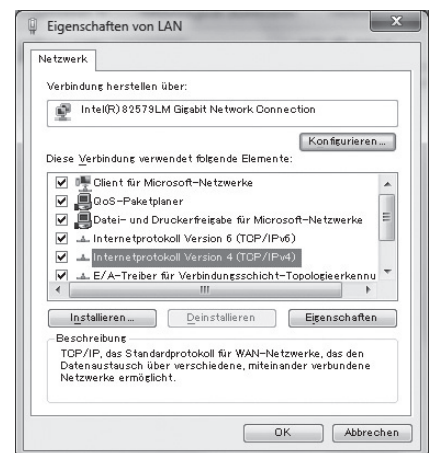 Eigenschaften von LAN
Netzwerk
Verbindung herstellen über:
Intel(R) 82579LM Gigabit Network Connection
Konfigurieren...
Diese Verbindung verwendet folgende Elemente:
Client für Microsoft-Netzwerke
QoS-Paketplaner
Datei- und Druckerfreigabe für Microsoft-Netzwerke
Internetprotokoll Version 6 (TCP/IPv6)
Internetprotokoll Version 4 (TCP/IPv4)
E/A-Treiber für Verbindungsschicht-Topologieerkennu
Installieren...
Deinstallieren
Eigenschaften
Beschreibung
TCP/IP, das Standardprotokoll für WAN-Netzwerke, das den
Datenaustausch über verschiedene, miteinander verbundene
Netzwerke ermöglicht.
OK
Abbrechen